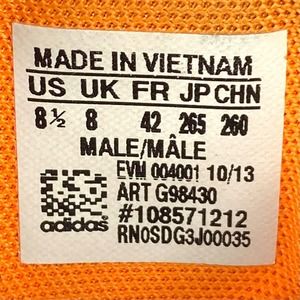 MADE IN VIETNAM
US UK FR JP CHN
8½ 8 42 265 260
MALE/MÂLE
EVM 004001 10/13
ART G98430
#108571212
adidas
RN0SDG3J00035